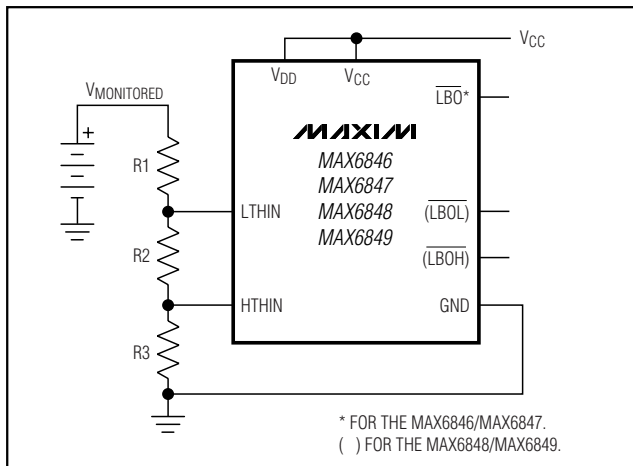 VCC
VDD
VCC
VMONITORED
LBO*
+
MAXIM
R1
MAX6846
MAX6847
LTHIN
MAX6848
(LBOL)
MAX6849
R2
(LBOH)
HTHIN
GND
R3
* FOR THE MAX6846/MAX6847.
( ) FOR THE MAX6848/MAX6849.